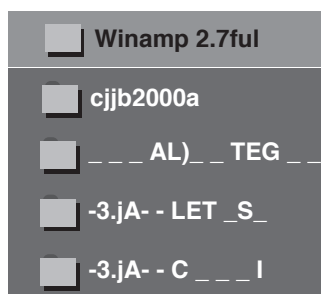 Winamp 2.7ful
cjjb2000a
_ _ _ AL)_ _ TEG _ _
-3.jA- - LET _S_
-3.jA- - C _ _ _ I